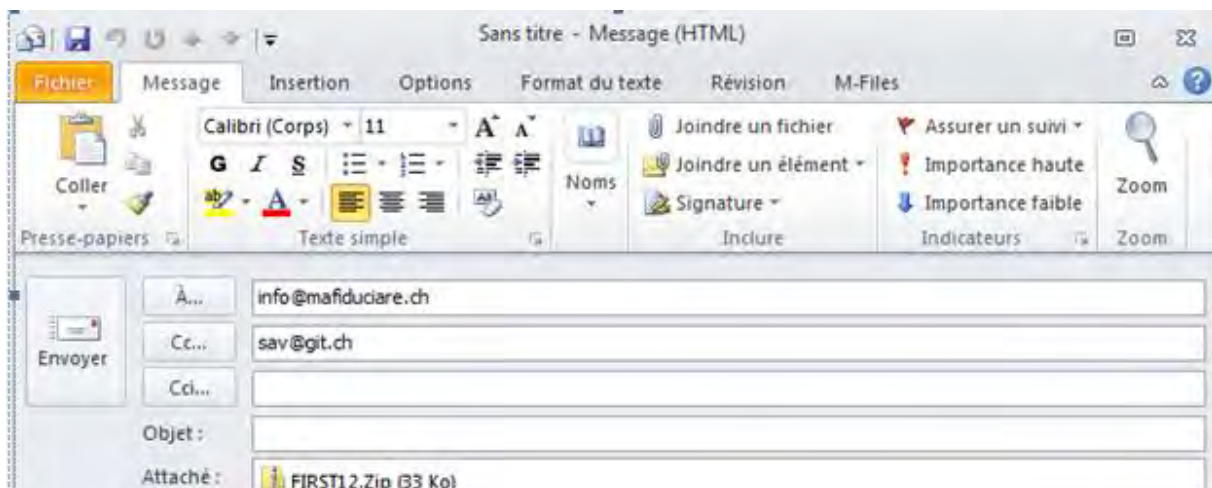 Sans titre - Message (HTML)
Fichier Message Insertion Options Format du texte Révision M-Files
Calibri (Corps) 11 Joindre un fichier Assurer un suivi
G I S Joindre un élément Importance haute
Coller Noms Signature Importance faible Zoom
Presse-papiers Texte simple Inclure Indicateurs Zoom
À... info@mafiduciare.ch
Envoyer Cc... sav@git.ch
Cci...
Objet :
Attaché : FIRST12.Zip (33 Ko)